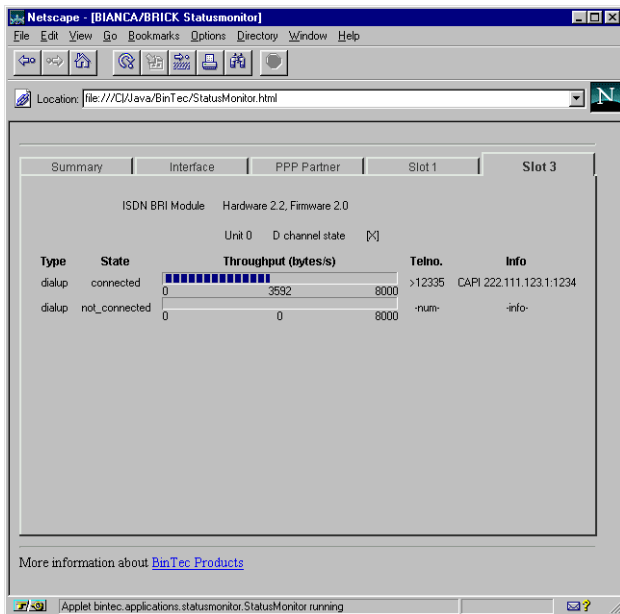 Netscape - [BIANCA/BRICK Statusmonitor]
File Edit View Go Bookmarks Options Directory Window Help
Location: file:///C|/Java/BinTec/StatusMonitor.html
N
Summary Interface PPP Partner Slot 1 Slot 3
ISDN BRI Module Hardware 2.2, Firmware 2.0
Unit 0 D channel state [X]
Type State Throughput (bytes/s) Telno. Info
dialup connected >12335 CAPI 222.111.123.1:1234
0 3592 8000
dialup not_connected -num- -info-
0 0 8000
More information about BinTec Products
Applet bintec.applications.statusmonitor.StatusMonitor running